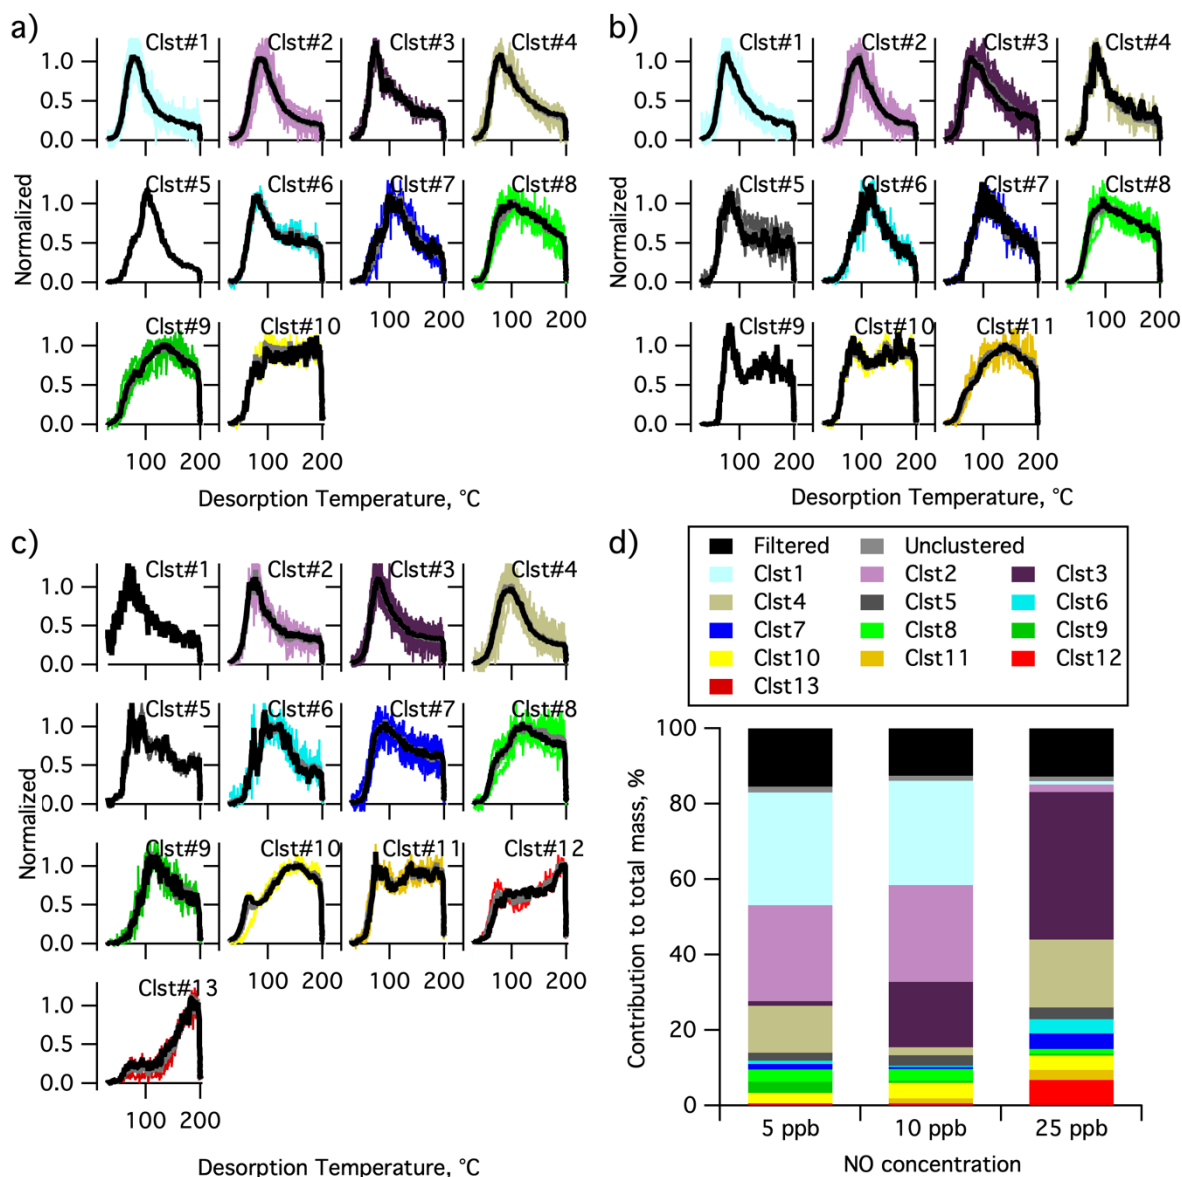 a)
Clst#1 Clst#2 Clst#3 Clst#4
1.0
0.5
0.0
Clst#5 Clst#6 Clst#7 Clst#8
1.0
0.5
0.0
100 200 100 200
Clst#9 Clst#10
1.0
0.5
0.0
100 200 100 200
Normalized
Desorption Temperature, °C
b)
Clst#1 Clst#2 Clst#3 Clst#4
1.0
0.5
0.0
Clst#5 Clst#6 Clst#7 Clst#8
1.0
0.5
0.0
100 200
Clst#9 Clst#10 Clst#11
1.0
0.5
0.0
100 200 100 200 100 200
Normalized
Desorption Temperature, °C
c)
Clst#1 Clst#2 Clst#3 Clst#4
1.0
0.5
0.0
Clst#5 Clst#6 Clst#7 Clst#8
1.0
0.5
0.0
Clst#9 Clst#10 Clst#11 Clst#12
1.0
0.5
0.0
100 200 100 200 100 200
Clst#13
1.0
0.5
0.0
100 200
Normalized
Desorption Temperature, °C
d)
Filtered Unclustered
Clst1 Clst2 Clst3
Clst4 Clst5 Clst6
Clst7 Clst8 Clst9
Clst10 Clst11 Clst12
Clst13
100
80
60
40
20
0
Contribution to total mass, %
5 ppb 10 ppb 25 ppb
NO concentration